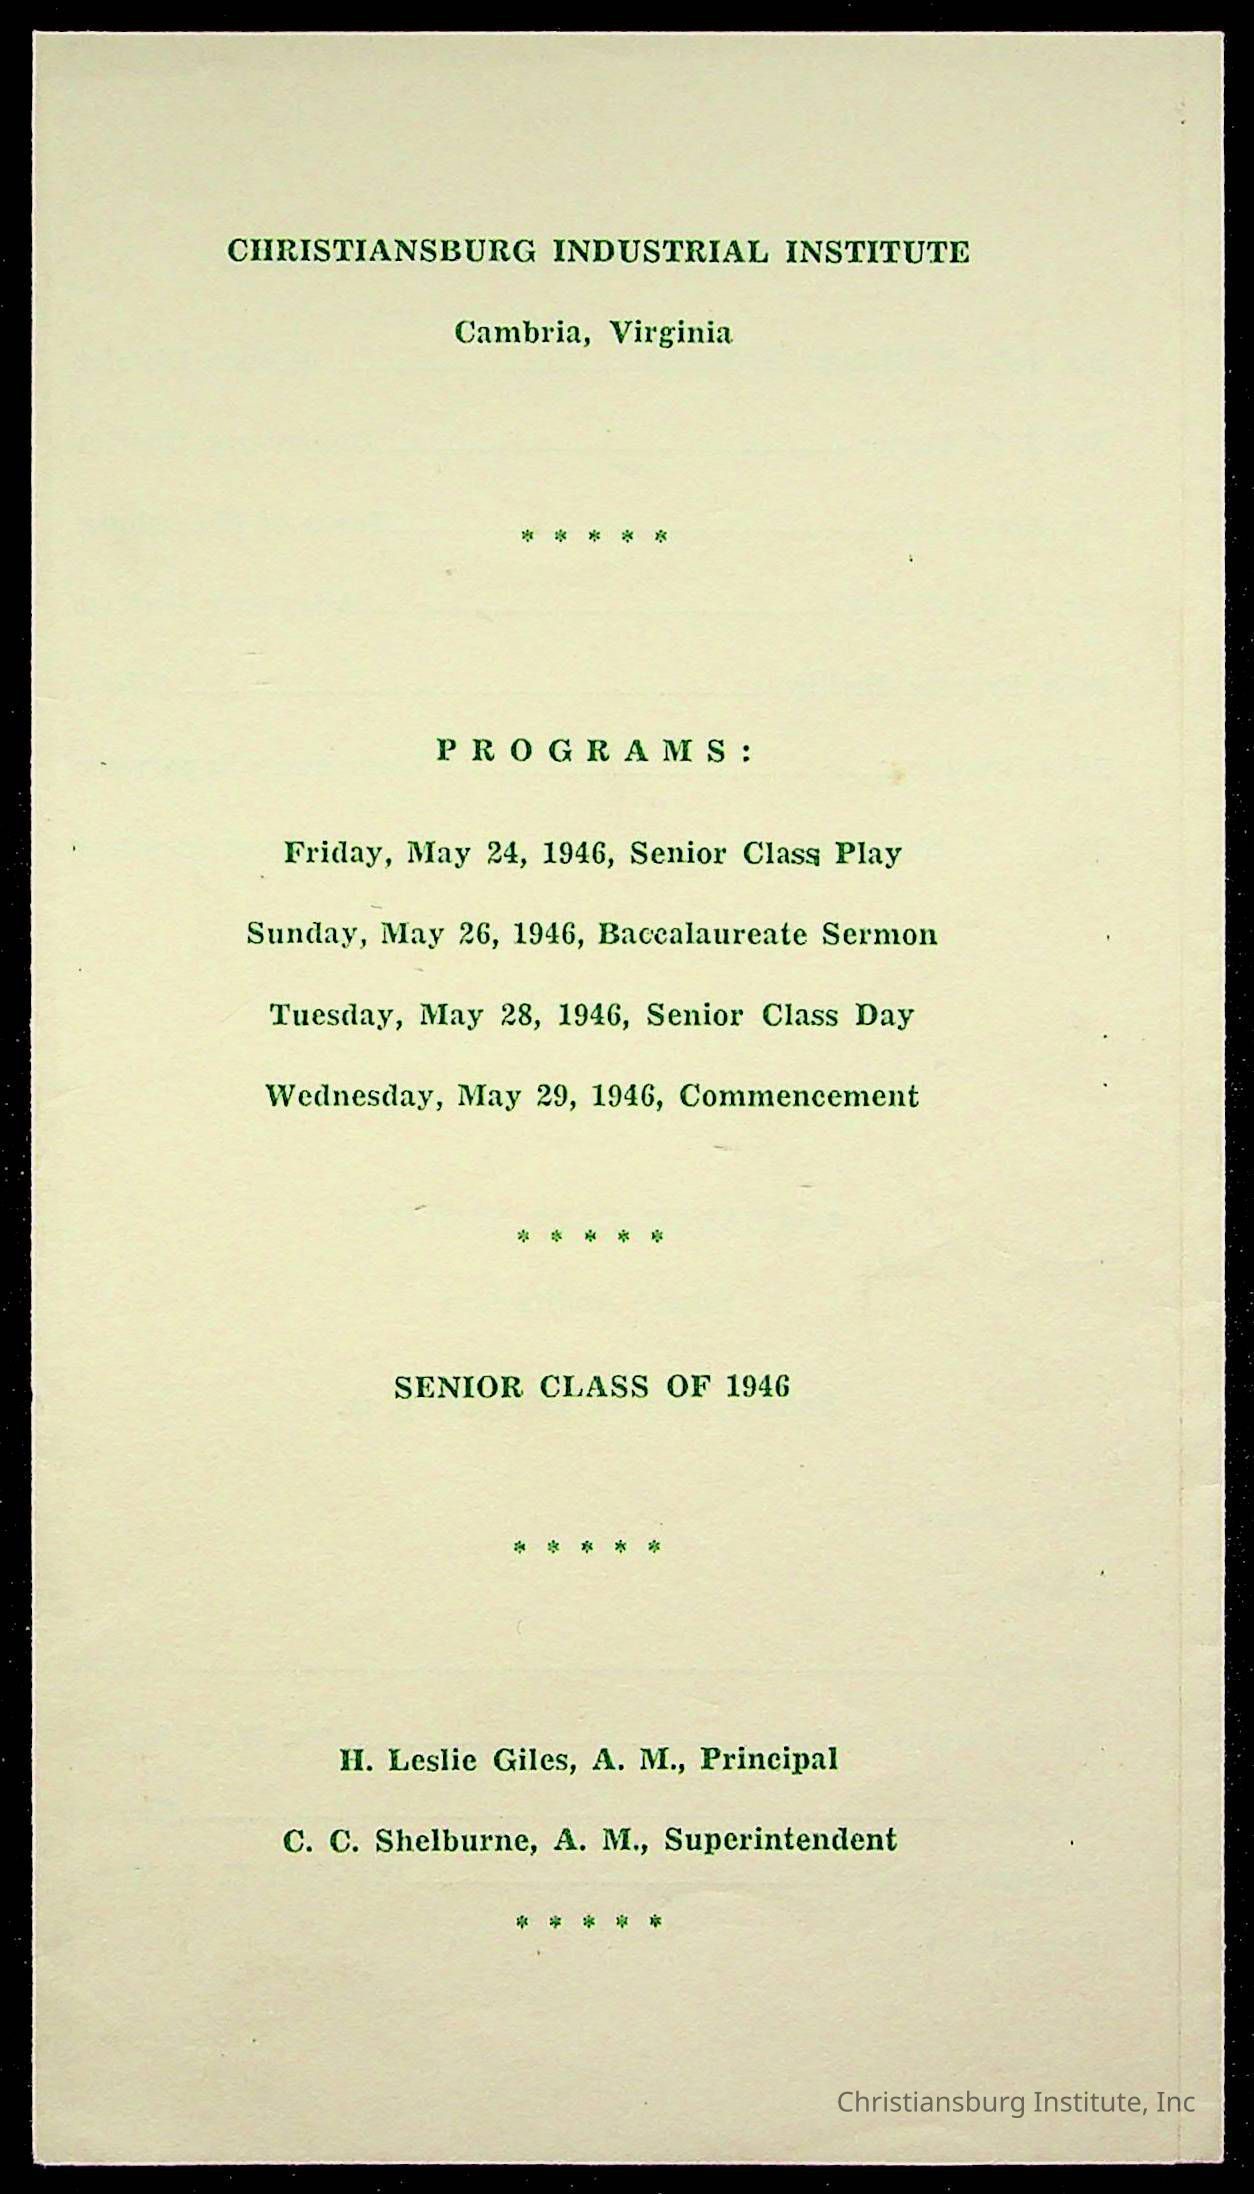 CHRISTIANSBURG INDUSTRIAL INSTITUTE
Cambria, Virginia
* * * * *
PROGRAMS:
Friday, May 24, 1946, Senior Class Play
Sunday, May 26, 1946, Baccalaureate Sermon
Tuesday, May 28, 1946, Senior Class Day
Wednesday, May 29, 1946, Commencement
* * * * *
SENIOR CLASS OF 1946
* * * * *
H. Leslie Giles, A. M., Principal
C. C. Shelburne, A. M., Superintendent
* * * * *
Christiansburg Institute, Inc